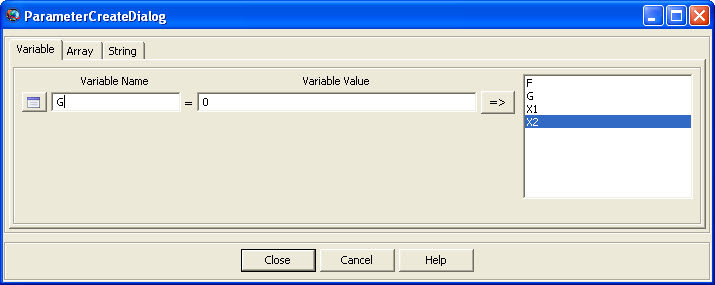 ParameterCreateDialog
Variable Array String
Variable Name Variable Value
G = 0 =>
F
G
X1
X2
Close Cancel Help